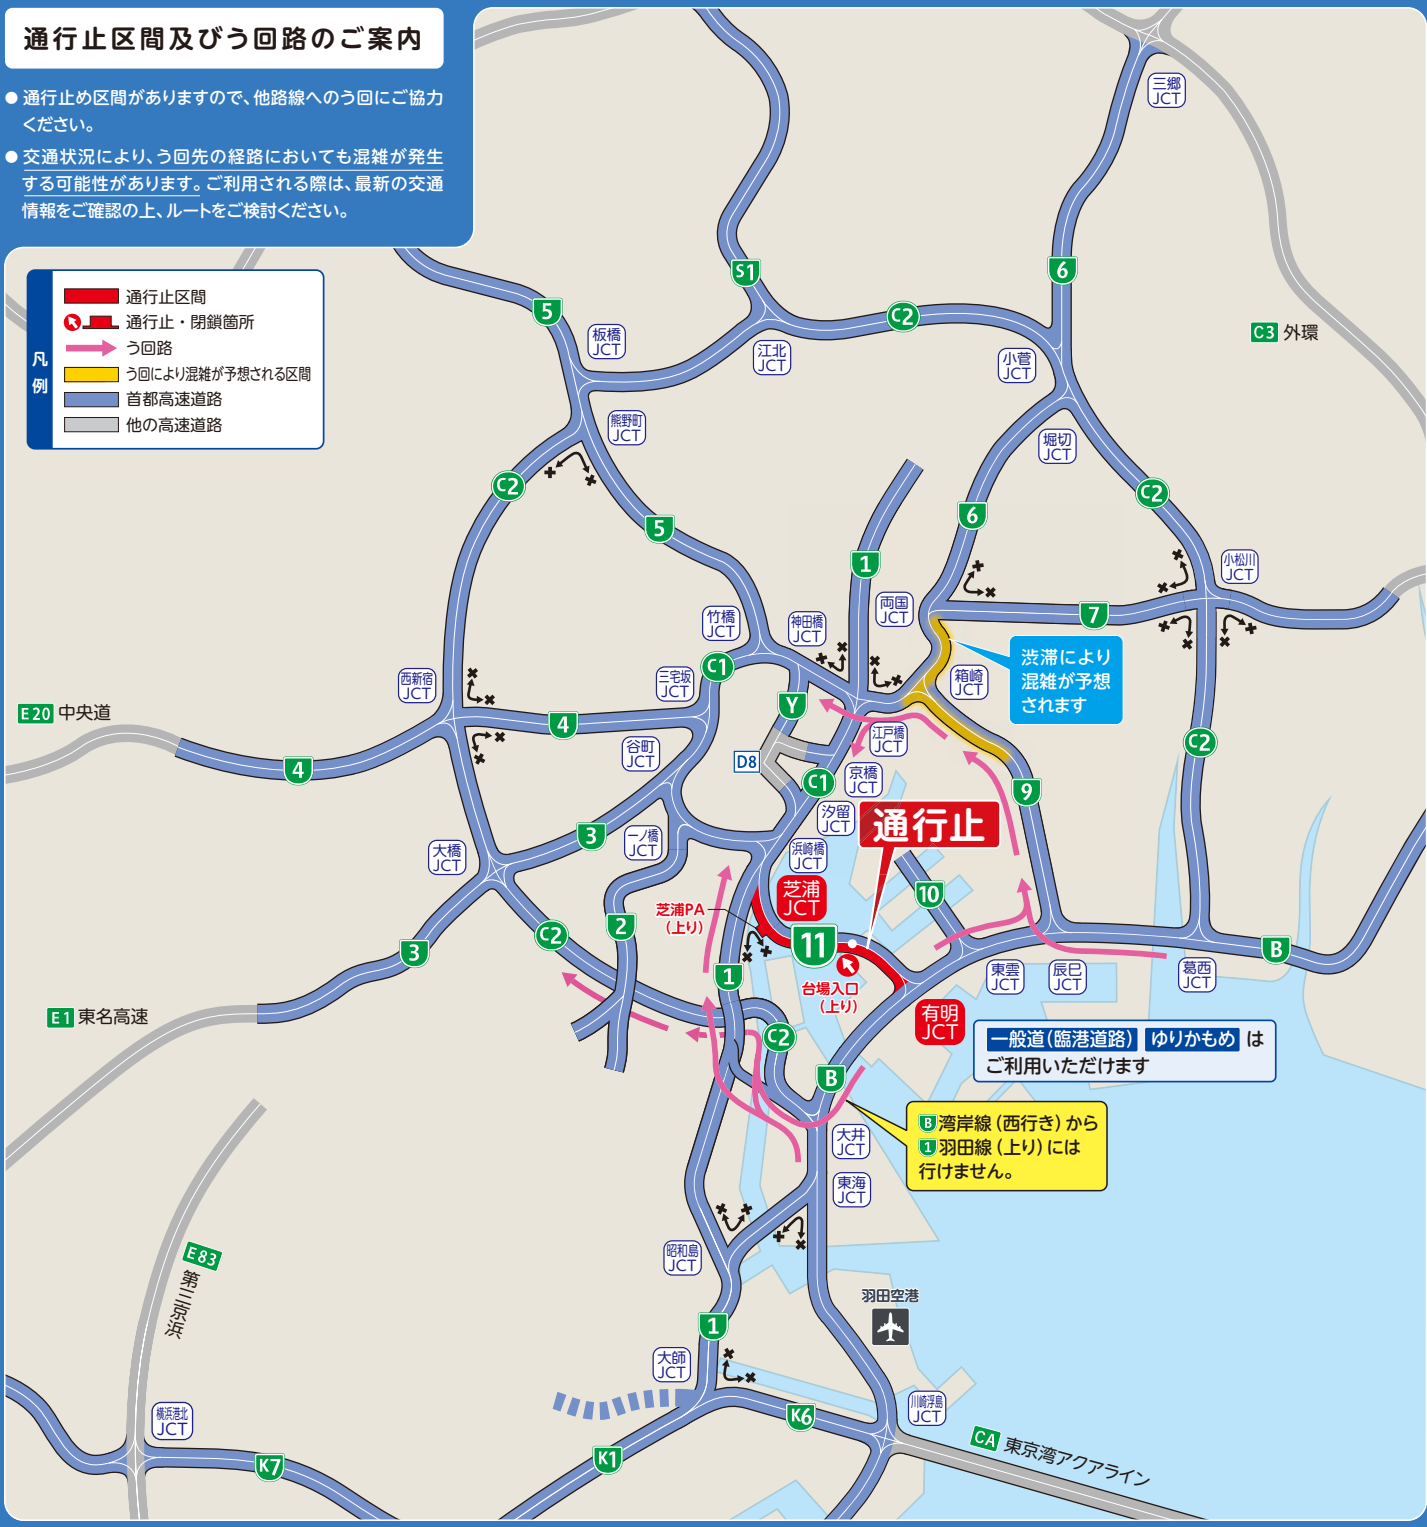 通行止区間及びう回路のご案内
● 通行止め区間がありますので、他路線へのう回にご協力
ください。
● 交通状況により、う回先の経路においても混雑が発生
する可能性があります。ご利用される際は、最新の交通
情報をご確認の上、ルートをご検討ください。
凡例
通行止区間
通行止・閉鎖箇所
う回路
う回により混雑が予想される区間
首都高速道路
他の高速道路
三郷
JCT
S1
6
5
C2
C3 外環
板橋
JCT
江北
JCT
小菅
JCT
熊野町
JCT
堀切
JCT
C2
C2
5
6
1
小松川
JCT
両国
JCT
7
竹橋
JCT
神田橋
JCT
渋滞により
混雑が予想
されます
C1
三宅坂
JCT
箱崎
JCT
西新宿
JCT
E20 中央道
Y
4
江戸橋
JCT
谷町
JCT
C2
D8
4
京橋
JCT
C1
9
汐留
JCT
通行止
3
一ノ橋
JCT
大橋
JCT
浜崎橋
JCT
芝浦
JCT
10
芝浦PA
(上り)
2
C2
11
3
B
1
台場入口
(上り)
東雲
JCT
辰巳
JCT
葛西
JCT
E1 東名高速
有明
JCT
C2
一般道(臨港道路) ゆりかもめ は
ご利用いただけます
B
B 湾岸線(西行き)から
1 羽田線(上り)には
行けません。
大井
JCT
東海
JCT
E83
第三京浜
昭和島
JCT
羽田空港
1
大師
JCT
横浜港北
JCT
川崎浮島
JCT
K6
CA 東京湾アクアライン
K7
K1